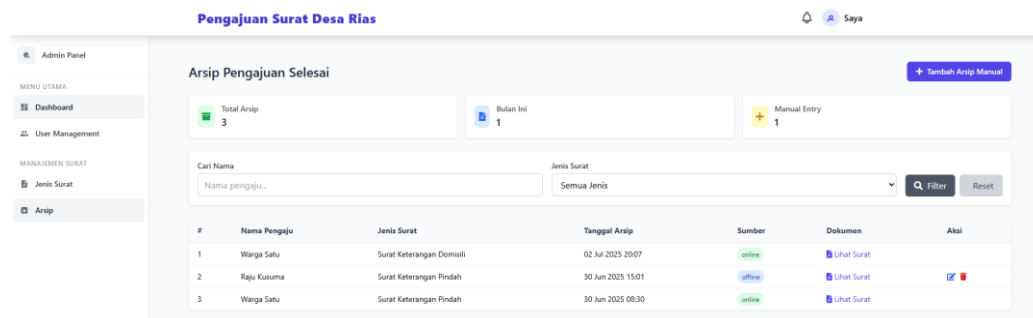 Pengajuan Surat Desa Rias
Saya
Admin Panel
MENU UTAMA
Dashboard
User Management
MANAJEMEN SURAT
Jenis Surat
Arsip
Arsip Pengajuan Selesai
+ Tambah Arsip Manual
Total Arsip
3
Bulan Ini
1
Manual Entry
1
Cari Nama
Nama pengaju...
Jenis Surat
Semua Jenis
Filter
Reset
# Nama Pengaju Jenis Surat Tanggal Arsip Sumber Dokumen Aksi
1 Warga Satu Surat Keterangan Domisili 02 Jul 2025 20:07 online Lihat Surat
2 Raju Kusuma Surat Keterangan Pindah 30 Jun 2025 15:01 offline Lihat Surat
3 Warga Satu Surat Keterangan Pindah 30 Jun 2025 08:30 online Lihat Surat